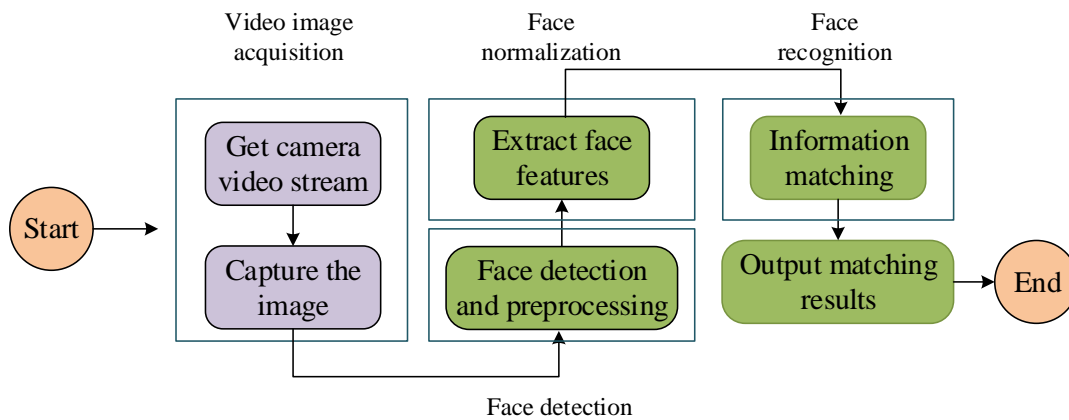 Video image
acquisition
Face
normalization
Face
recognition
Start
Get camera
video stream
Capture the
image
Extract face
features
Face detection
and preprocessing
Information
matching
Output matching
results
End
Face detection